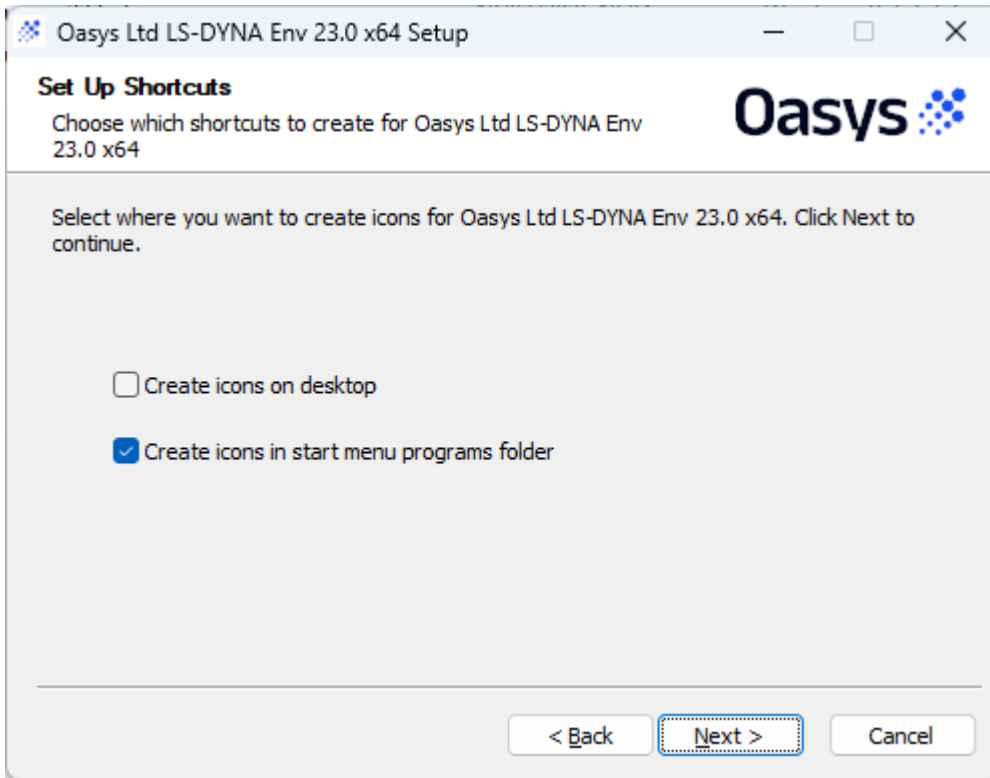 Oasys Ltd LS-DYNA Env 23.0 x64 Setup
Set Up Shortcuts
Choose which shortcuts to create for Oasys Ltd LS-DYNA Env
23.0 x64
Oasys
Select where you want to create icons for Oasys Ltd LS-DYNA Env 23.0 x64. Click Next to
continue.
Create icons on desktop
Create icons in start menu programs folder
< Back
Next >
Cancel